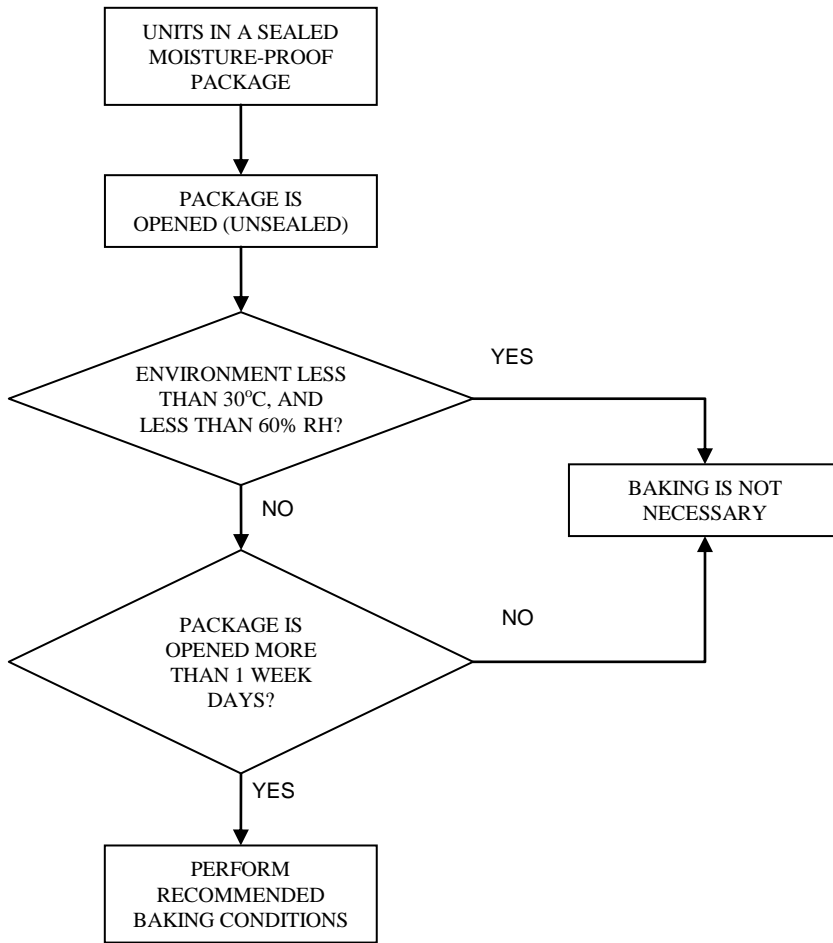 UNITS IN A SEALED
MOISTURE-PROOF
PACKAGE
PACKAGE IS
OPENED (UNSEALED)
ENVIRONMENT LESS
THAN 30°C, AND
LESS THAN 60% RH?
YES
BAKING IS NOT
NECESSARY
NO
PACKAGE IS
OPENED MORE
THAN 1 WEEK
DAYS?
NO
YES
PERFORM
RECOMMENDED
BAKING CONDITIONS